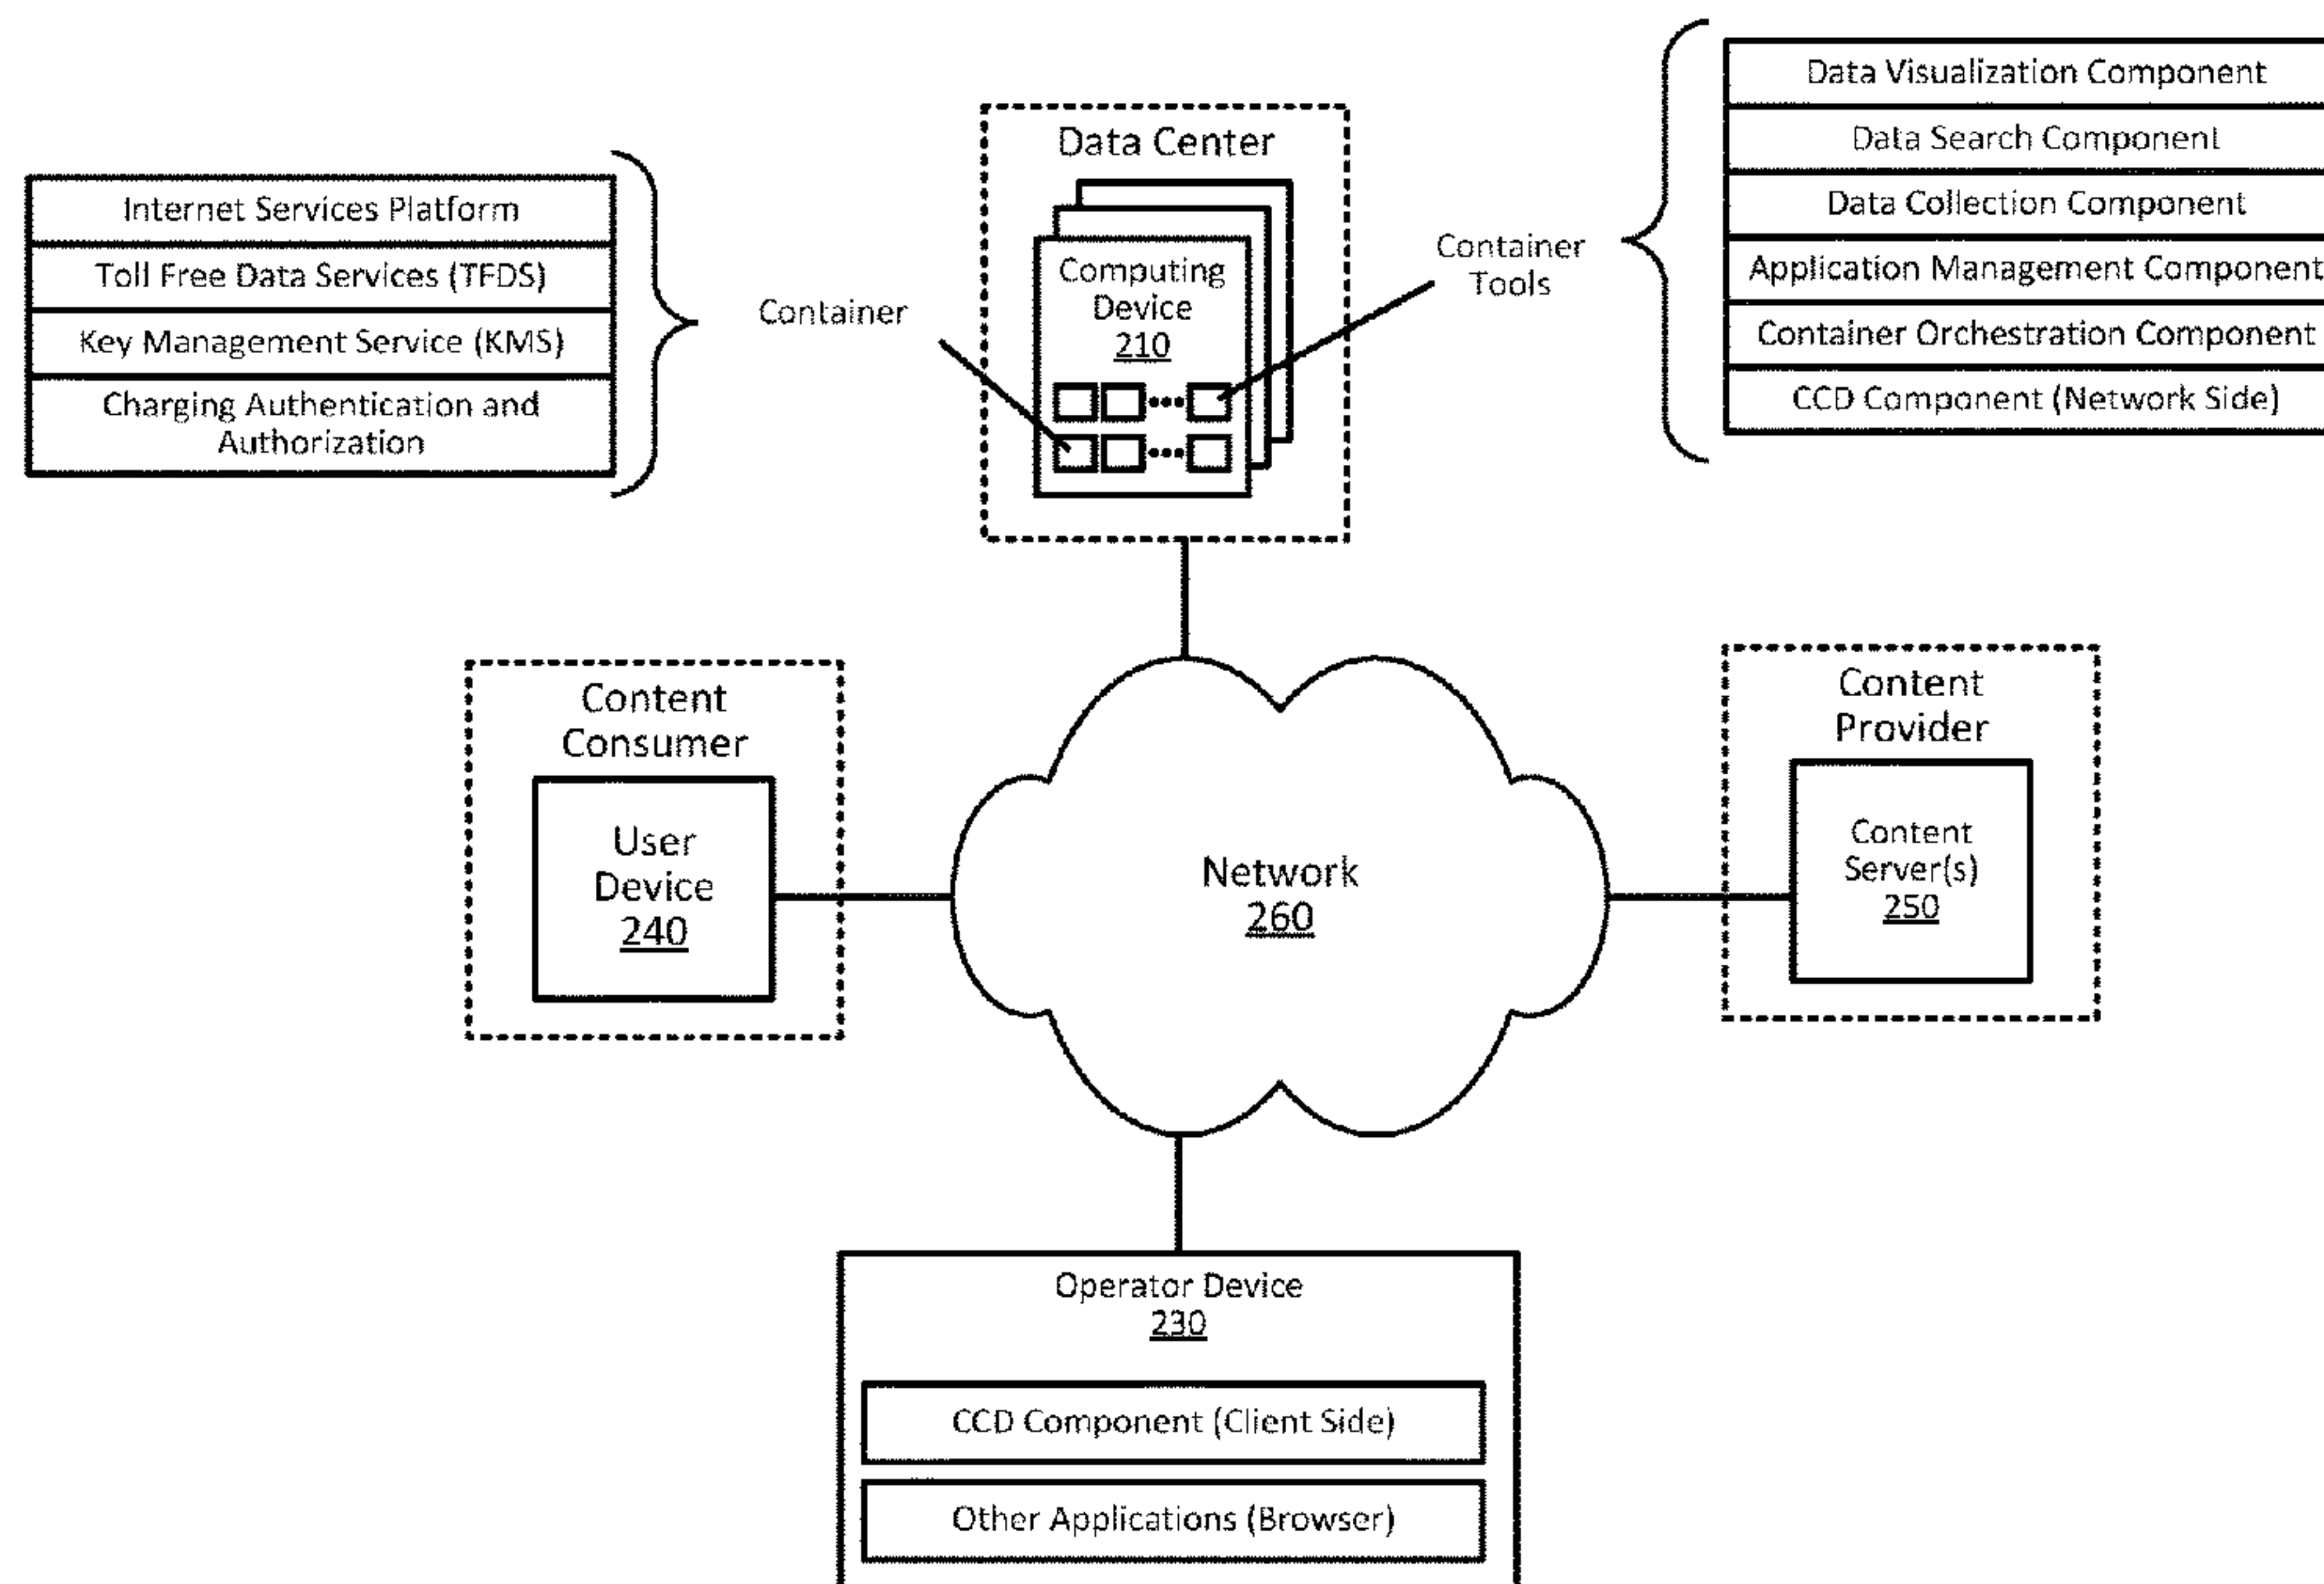 Data Visualization Component
Data Search Component
Data Collection Component
Application Management Component
Container Orchestration Component
CCD Component (Network Side)
Data Center
Computing
Device
210
Container
Tools
Container
Internet Services Platform
Toll Free Data Services (TFDS)
Key Management Service (KMS)
Charging Authentication and
Authorization
Content
Consumer
User
Device
240
Network
260
Content
Provider
Content
Server(s)
250
Operator Device
230
CCD Component (Client Side)
Other Applications (Browser)